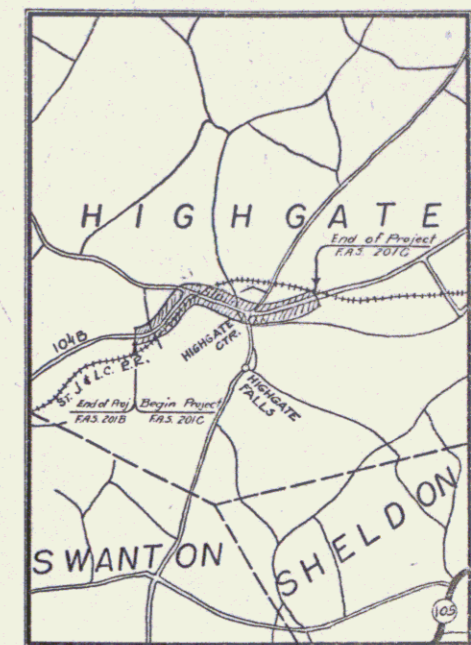 HIGHGATE
End of Project
F.A.S. 201C
104B
HIGHGATE
CTR.
ST. J & L.C. R.R.
HIGHGATE
FALLS
End of Proj
F.A.S. 201B
Begin Project
F.A.S. 201C
SWANTON
SHELDON
105